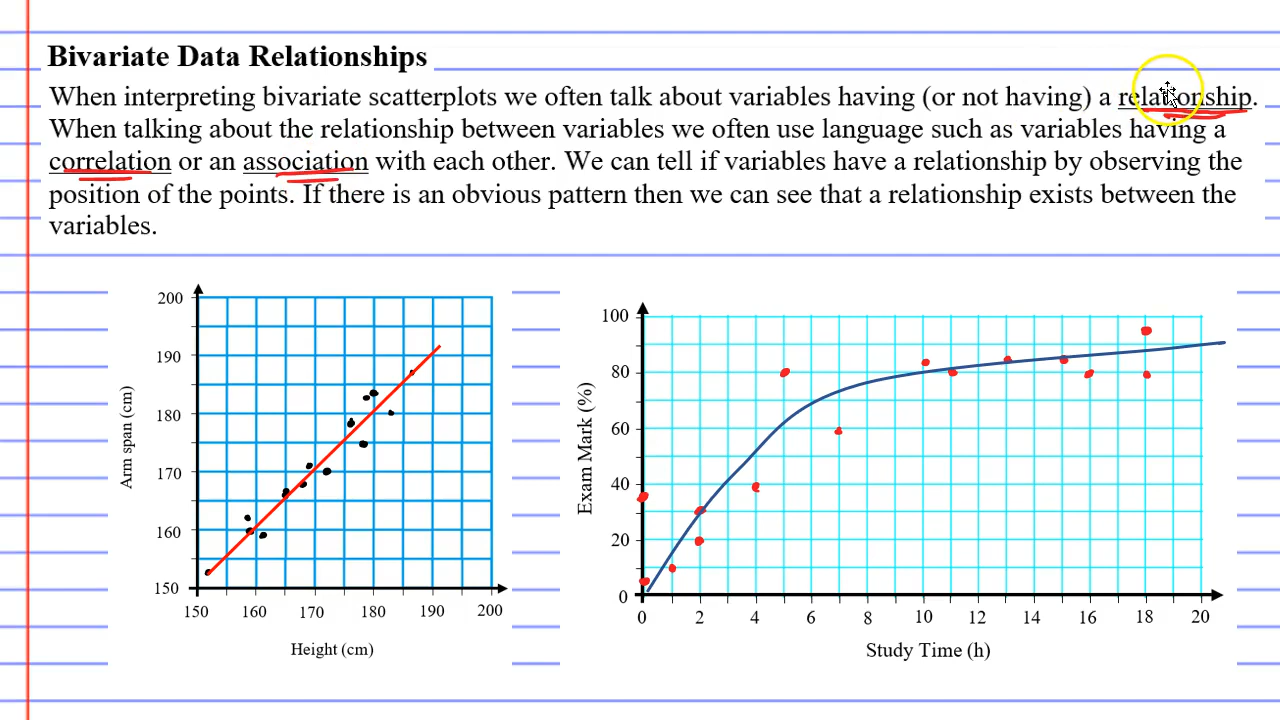 Bivariate Data Relationships
When interpreting bivariate scatterplots we often talk about variables having (or not having) a relationship.
When talking about the relationship between variables we often use language such as variables having a
correlation or an association with each other. We can tell if variables have a relationship by observing the
position of the points. If there is an obvious pattern then we can see that a relationship exists between the
variables.
200
190
180
170
160
150
150 160 170 180 190 200
Arm span (cm)
Height (cm)
100
80
60
40
20
0
0 2 4 6 8 10 12 14 16 18 20
Exam Mark (%)
Study Time (h)